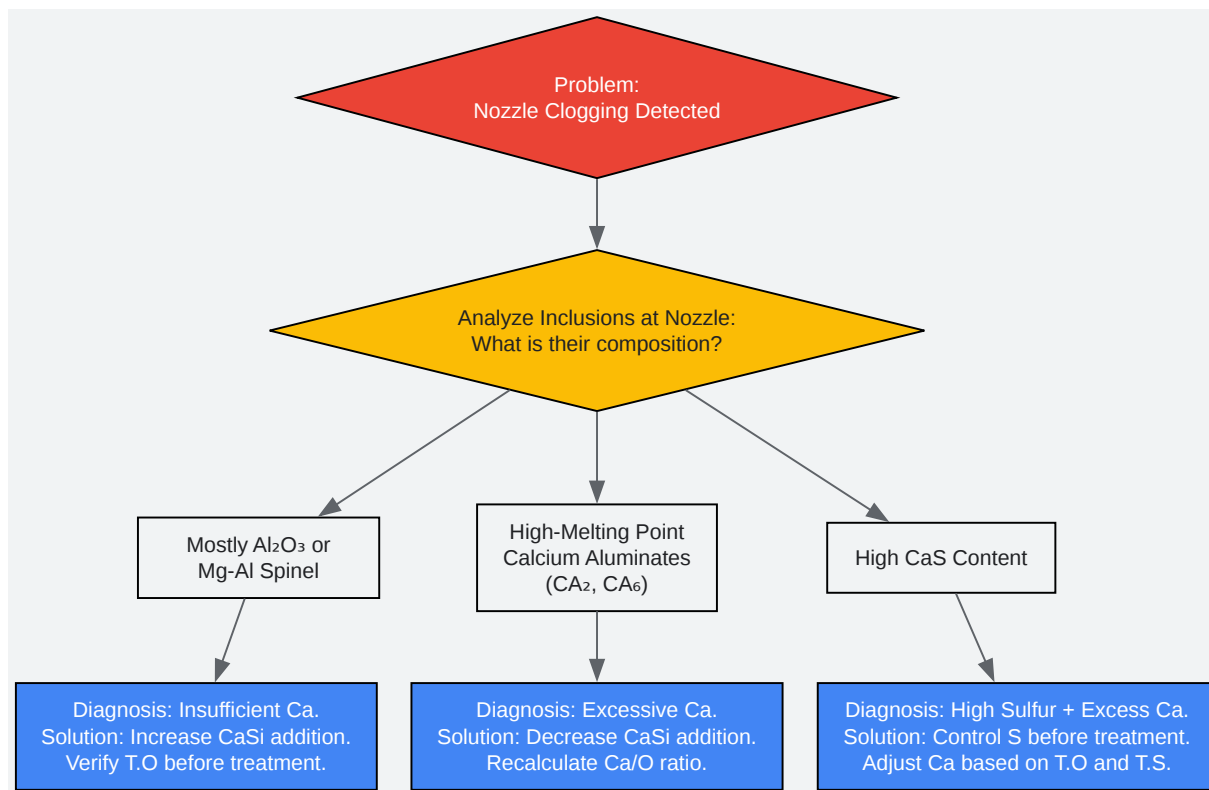 Problem:
Nozzle Clogging Detected
Analyze Inclusions at Nozzle:
What is their composition?
Mostly Al₂O₃ or
Mg-Al Spinel
High-Melting Point
Calcium Aluminates
(CA₂, CA₆)
High CaS Content
Diagnosis: Insufficient Ca.
Solution: Increase CaSi addition.
Verify T.O before treatment.
Diagnosis: Excessive Ca.
Solution: Decrease CaSi addition.
Recalculate Ca/O ratio.
Diagnosis: High Sulfur + Excess Ca.
Solution: Control S before treatment.
Adjust Ca based on T.O and T.S.